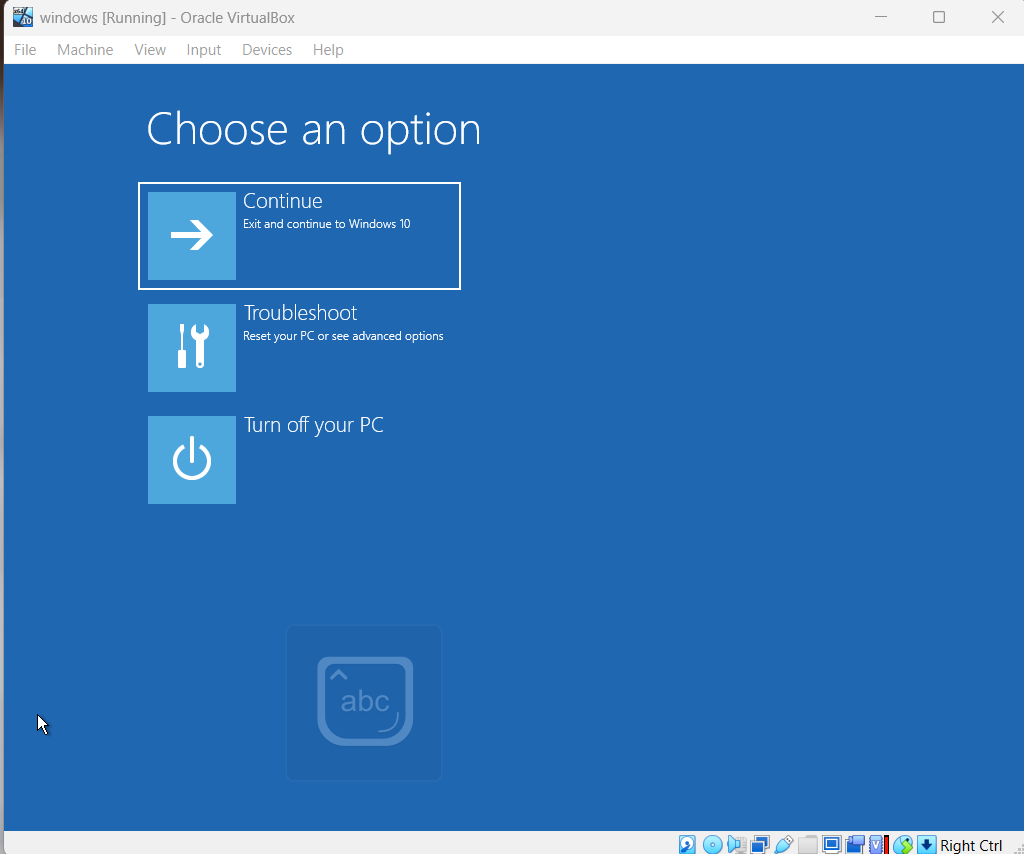 windows [Running] - Oracle VirtualBox
File Machine View Input Devices Help
Choose an option
Continue
Exit and continue to Windows 10
Troubleshoot
Reset your PC or see advanced options
Turn off your PC
abc
Right Ctrl